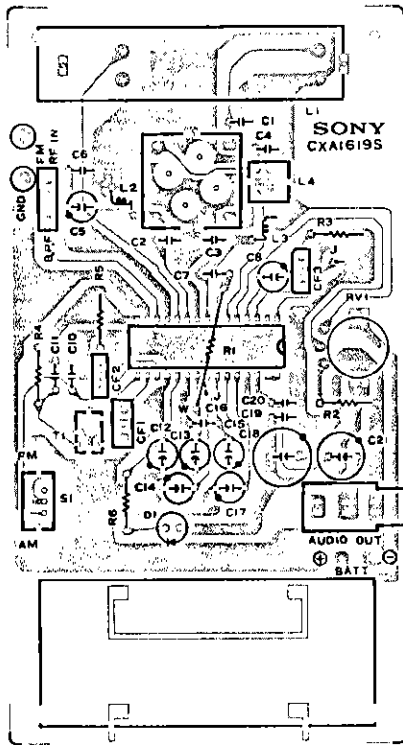 L1
C1
SONY
CXA1619S
C4
FM
RF IN
C6
L2
L4
GND
BPF
C5
C2
C3
L3
R3
J
C7
C8
CF3
RV1
R5
R4
C11
C10
R1
CF2
T1
CF1
W
J
C16
C20
C19
R2
C12
C13
C15
C18
C2
FM
S1
C14
C17
R6
D1
AM
AUDIO OUT
+ BATT -